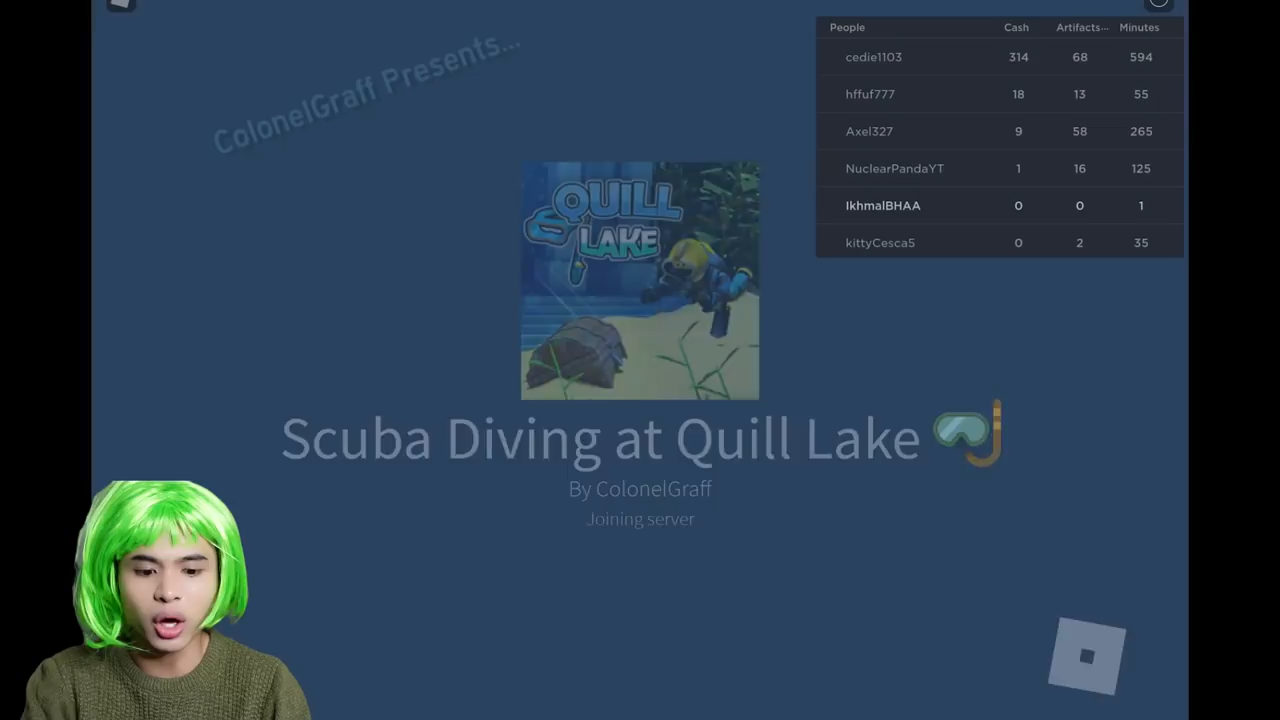 ColonelGraff Presents...
People Cash Artifacts... Minutes
cedie1103 314 68 594
hffuf777 18 13 55
Axel327 9 58 265
NuclearPandaYT 1 16 125
IkhmalBHAA 0 0 1
kittyCesca5 0 2 35
QUILL
LAKE
Scuba Diving at Quill Lake
By ColonelGraff
Joining server